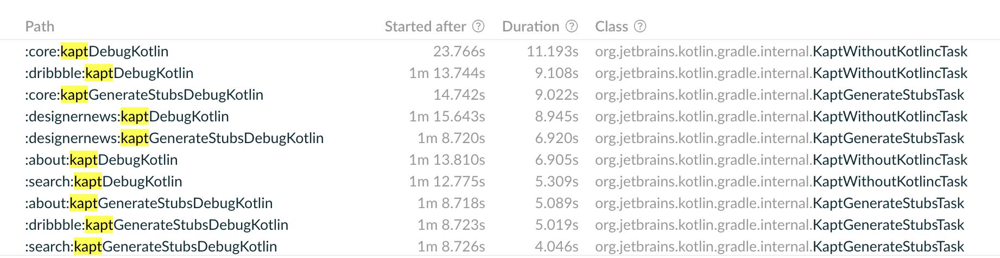 Path Started after ? Duration ? Class ?
:core:kaptDebugKotlin 23.766s 11.193s org.jetbrains.kotlin.gradle.internal.KaptWithoutKotlincTask
:dribbble:kaptDebugKotlin 1m 13.744s 9.108s org.jetbrains.kotlin.gradle.internal.KaptWithoutKotlincTask
:core:kaptGenerateStubsDebugKotlin 14.742s 9.022s org.jetbrains.kotlin.gradle.internal.KaptGenerateStubsTask
:designernews:kaptDebugKotlin 1m 15.643s 8.945s org.jetbrains.kotlin.gradle.internal.KaptWithoutKotlincTask
:designernews:kaptGenerateStubsDebugKotlin 1m 8.720s 6.920s org.jetbrains.kotlin.gradle.internal.KaptGenerateStubsTask
:about:kaptDebugKotlin 1m 13.810s 6.905s org.jetbrains.kotlin.gradle.internal.KaptWithoutKotlincTask
:search:kaptDebugKotlin 1m 12.775s 5.309s org.jetbrains.kotlin.gradle.internal.KaptWithoutKotlincTask
:about:kaptGenerateStubsDebugKotlin 1m 8.718s 5.089s org.jetbrains.kotlin.gradle.internal.KaptGenerateStubsTask
:dribbble:kaptGenerateStubsDebugKotlin 1m 8.723s 5.019s org.jetbrains.kotlin.gradle.internal.KaptGenerateStubsTask
:search:kaptGenerateStubsDebugKotlin 1m 8.726s 4.046s org.jetbrains.kotlin.gradle.internal.KaptGenerateStubsTask